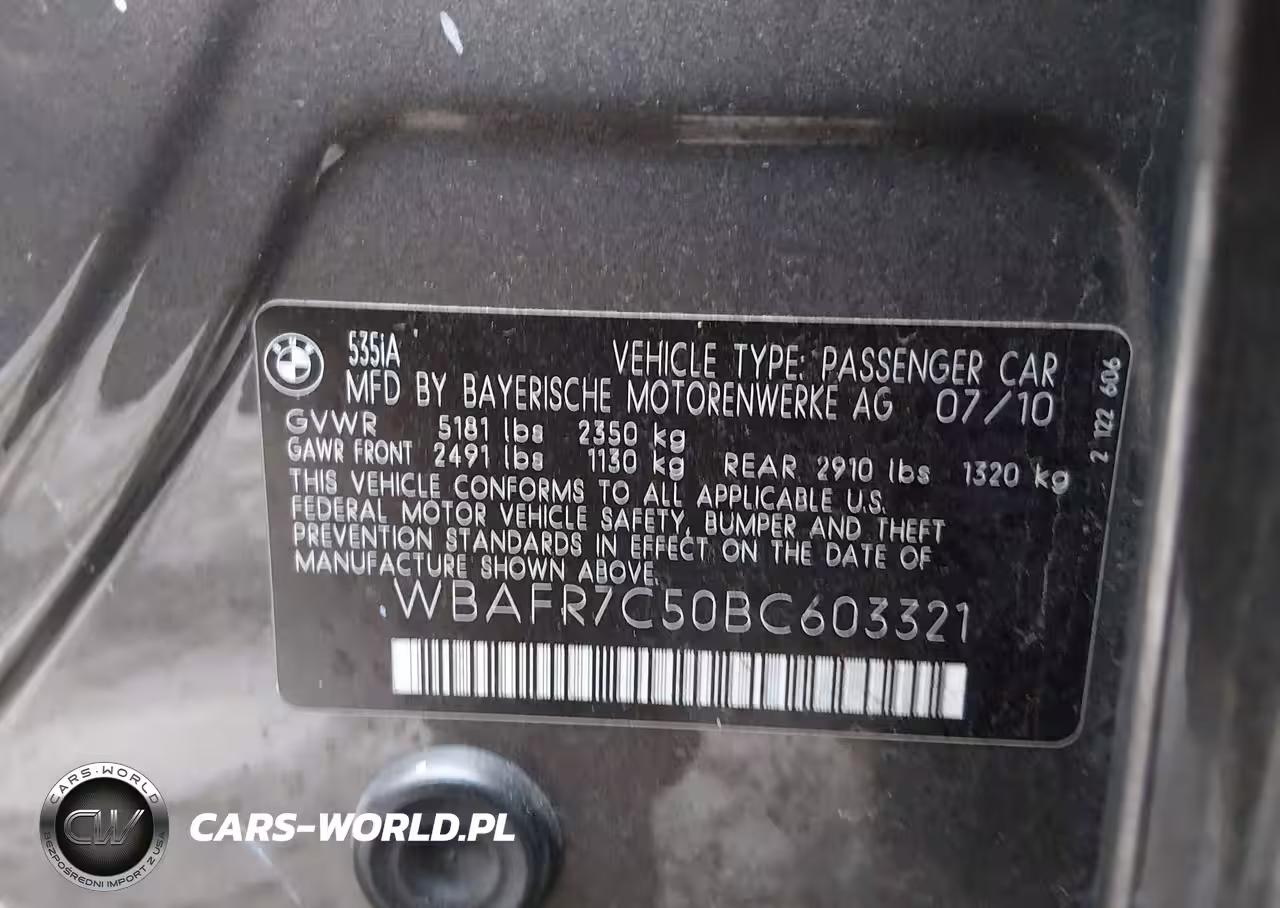 535iA
VEHICLE TYPE: PASSENGER CAR
MFD BY BAYERISCHE MOTORENWERKE AG 07/10
GVWR 5181 lbs 2350 kg
GAWR FRONT 2491 lbs 1130 kg REAR 2910 lbs 1320 kg
THIS VEHICLE CONFORMS TO ALL APPLICABLE U.S.
FEDERAL MOTOR VEHICLE SAFETY, BUMPER AND THEFT
PREVENTION STANDARDS IN EFFECT ON THE DATE OF
MANUFACTURE SHOWN ABOVE.
WBAFR7C50BC603321
2 122 606
CARS-WORLD
CW
BEZPOŚREDNI IMPORT Z USA
CARS-WORLD.PL